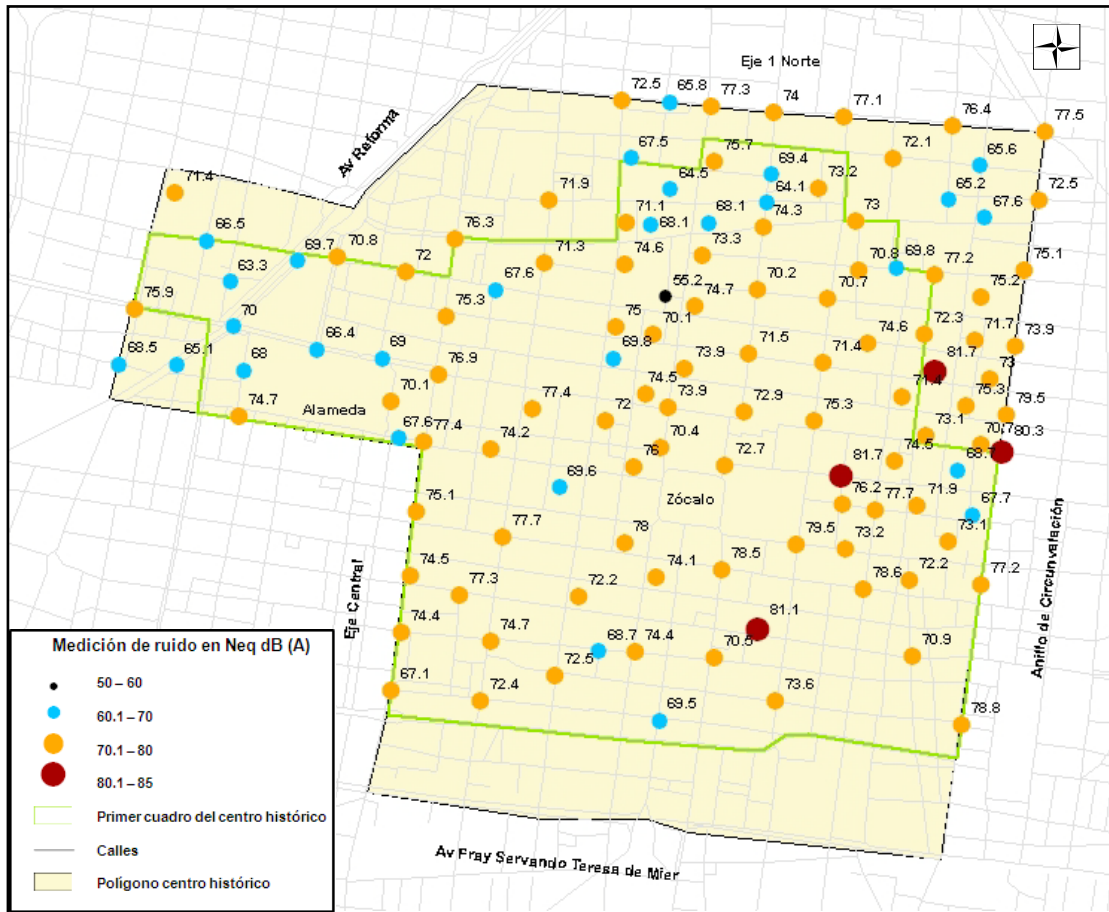 Eje 1 Norte
72.5 65.8 77.3 74 77.1 76.4 77.5
Av Reforma
67.5 75.7 69.4 72.1 65.6
71.4 71.9 64.5 64.1 73.2 65.2 67.6 72.5
66.5 69.7 70.8 72 76.3 71.1 68.1 68.1 74.3 73
63.3 67.6 71.3 74.6 73.3 70.8 69.8 77.2 75.1
75.9 70 75.3 55.2 74.7 70.2 70.7 75.2
66.4 69 75 70.1 71.5 74.6 72.3 71.7 73.9
68.5 65.1 68 76.9 69.8 73.9 71.4 81.7 73
74.7 Alameda 70.1 77.4 74.5 73.9 72.9 75.3 71.4 75.3 79.5
67.6 77.4 74.2 72 70.4 73.1 70.7 80.3
69.6 76 72.7 81.7 74.5 68.7
Zócalo
75.1 76.2 77.7 71.9 67.7
77.7 78 79.5 73.2 73.1
74.5 77.3 72.2 74.1 78.5 78.6 72.2 77.2
Eje Central
Anillo de Circunvalación
74.4 74.7 68.7 74.4 70.5 81.1 70.9
67.1 72.4 72.5 69.5 73.6 78.8
Av Fray Servando Teresa de Mier
Medición de ruido en Neq dB (A)
50 – 60
60.1 – 70
70.1 – 80
80.1 – 85
Primer cuadro del centro histórico
Calles
Polígono centro histórico